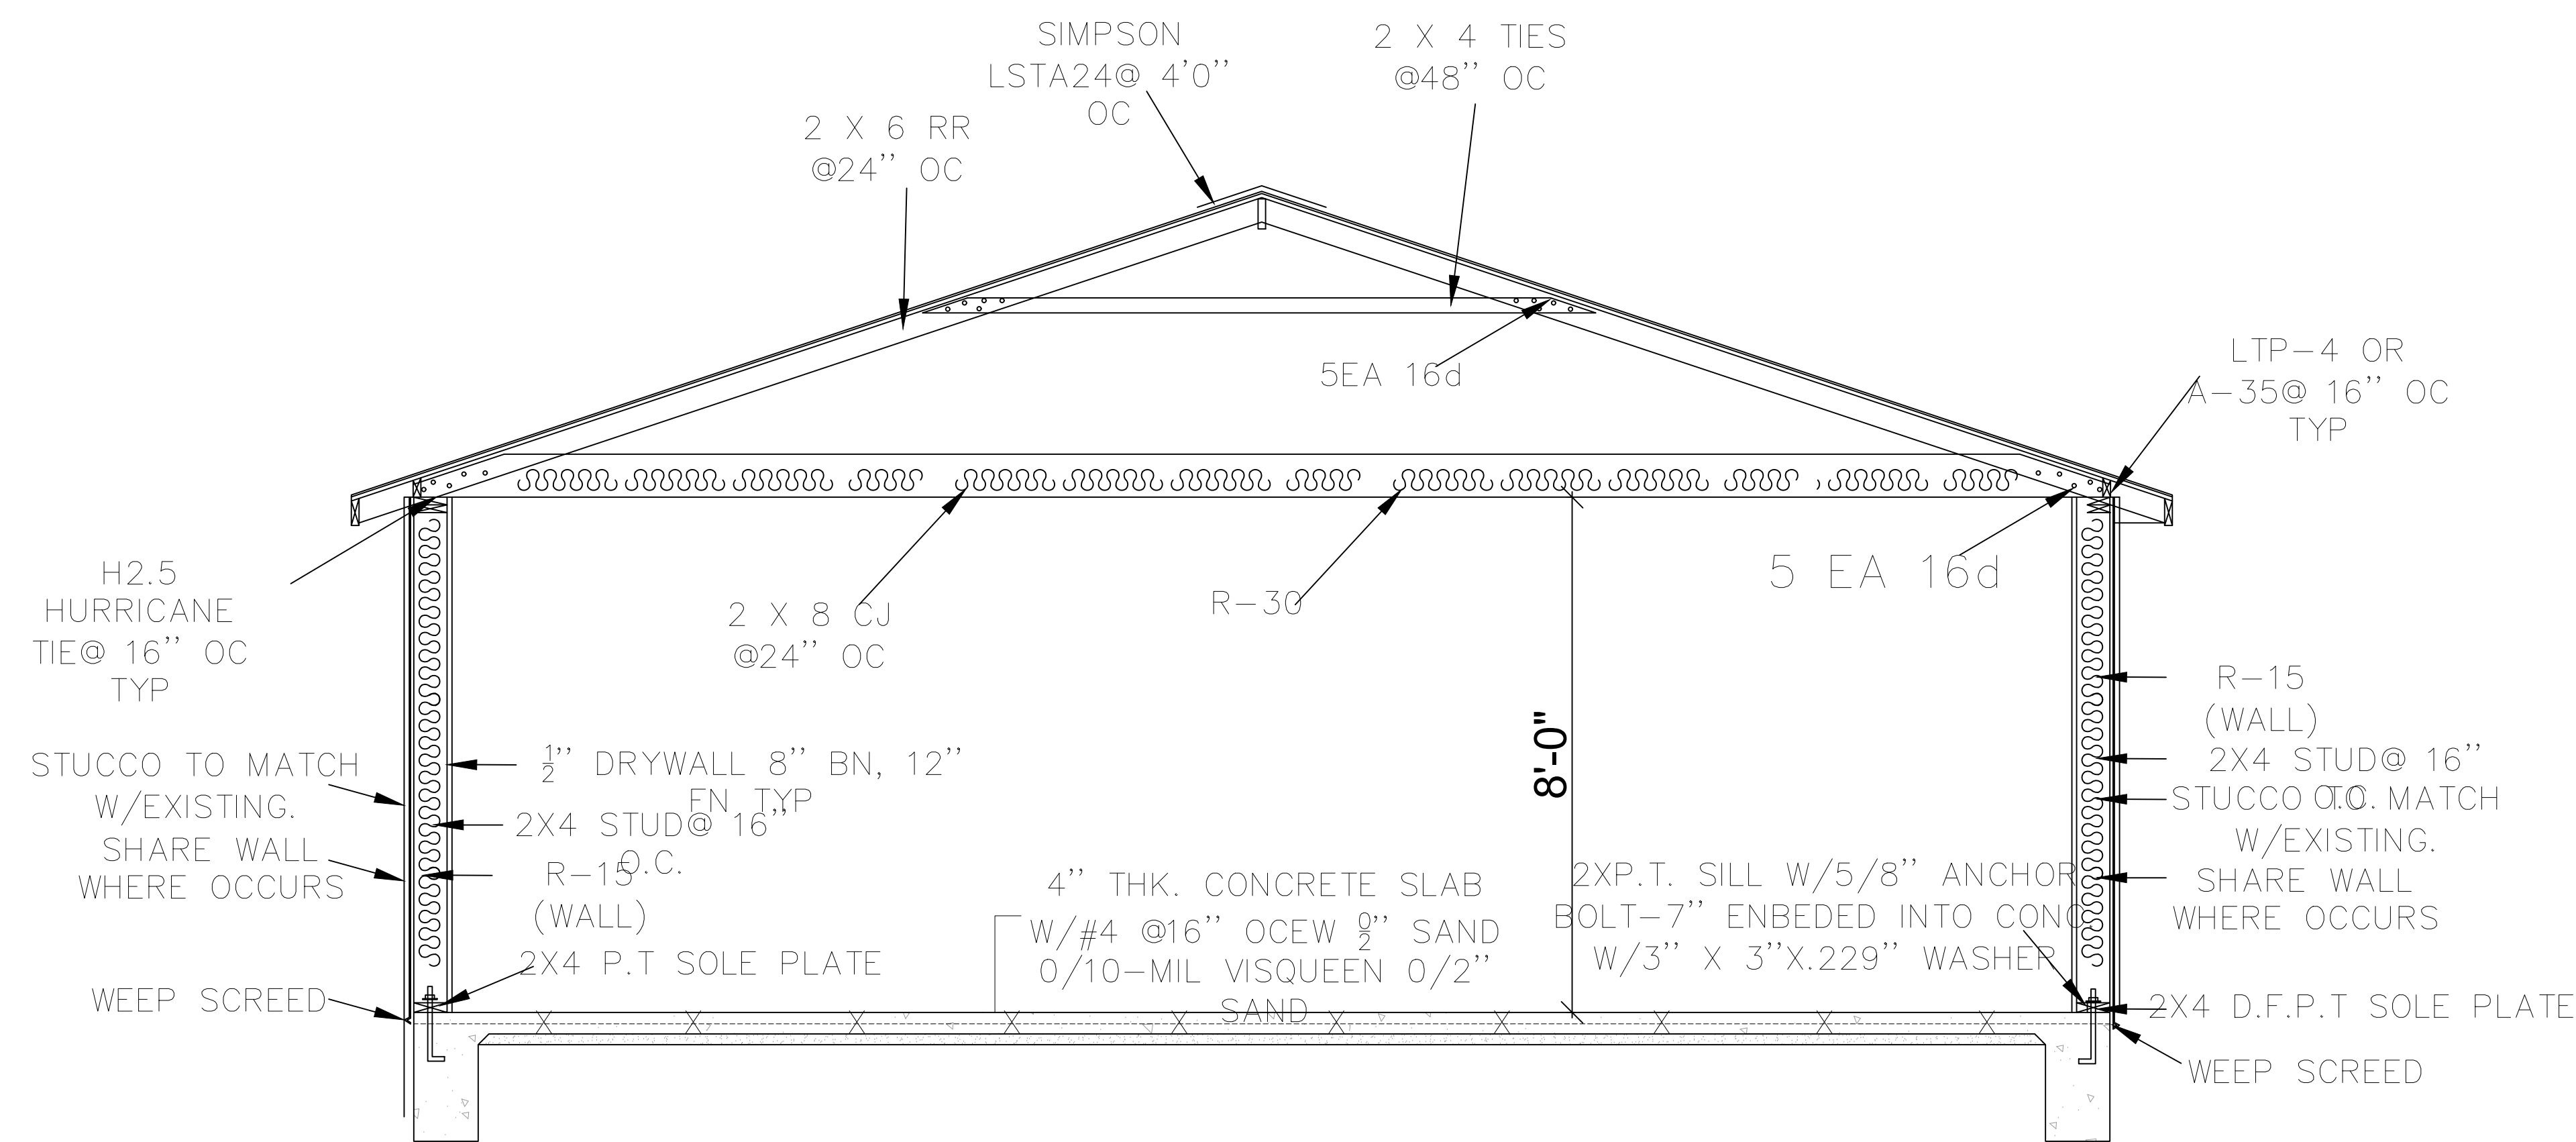 SIMPSON
LSTA24@ 4'0''
OC
2 X 4 TIES
@48'' OC
2 X 6 RR
@24'' OC
5EA 16d
LTP-4 OR
A-35@ 16'' OC
TYP
H2.5
HURRICANE
TIE@ 16'' OC
TYP
2 X 8 CJ
@24'' OC
R-30
5 EA 16d
8'-0"
STUCCO TO MATCH
W/EXISTING.
SHARE WALL
WHERE OCCURS
WEEP SCREED
1/2'' DRYWALL 8'' BN, 12''
FN TYP
2X4 STUD@ 16''
O.C.
R-15
(WALL)
2X4 P.T SOLE PLATE
4'' THK. CONCRETE SLAB
W/#4 @16'' OCEW 0/2'' SAND
0/10-MIL VISQUEEN 0/2''
SAND
2XP.T. SILL W/5/8'' ANCHOR
BOLT-7'' ENBEDED INTO CONC
W/3'' X 3''X.229'' WASHER
R-15
(WALL)
2X4 STUD@ 16''
O.C.
STUCCO TO MATCH
W/EXISTING.
SHARE WALL
WHERE OCCURS
2X4 D.F.P.T SOLE PLATE
WEEP SCREED